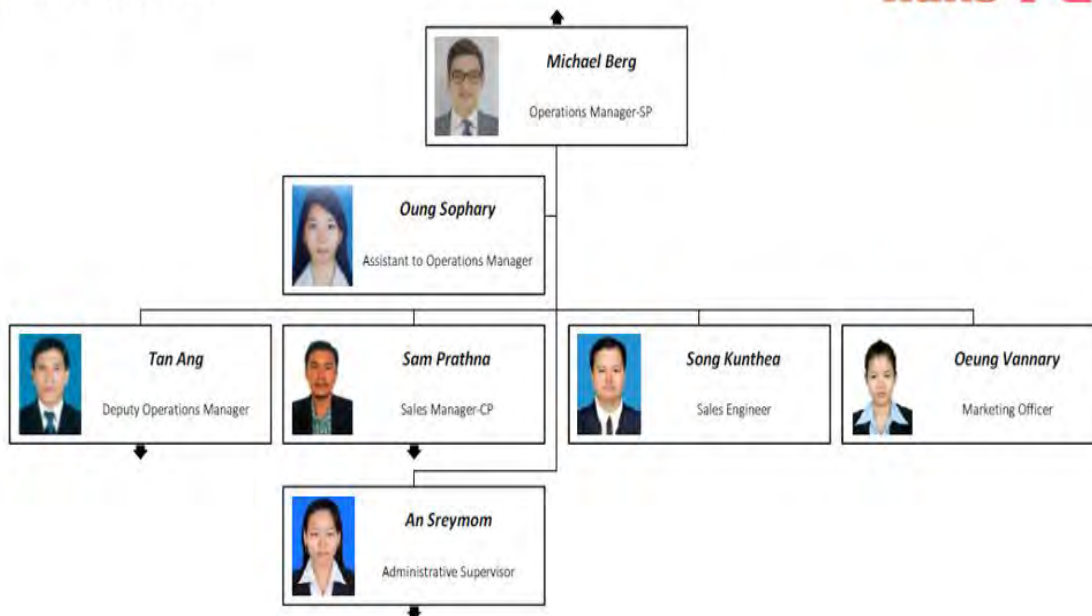 Michael Berg
Operations Manager-SP
Oung Sophary
Assistant to Operations Manager
Tan Ang
Deputy Operations Manager
Sam Prathna
Sales Manager-CP
Song Kunthea
Sales Engineer
Oeung Vannary
Marketing Officer
An Sreymom
Administrative Supervisor